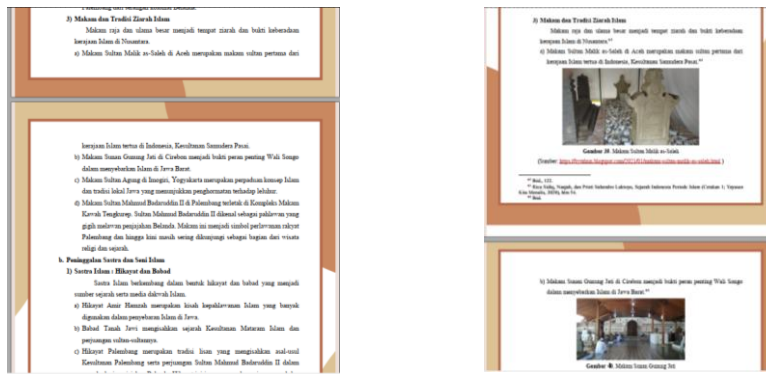 3) Makam dan Tradisi Ziarah Islam
Makam raja dan ulama besar menjadi tempat ziarah dan bukti keberadaan
kerajaan Islam di Nusantara.
a) Makam Sultan Malik as-Saleh di Aceh merupakan makam sultan pertama dari
kerajaan Islam tertua di Indonesia, Kesultanan Samudera Pasai.
b) Makam Sunan Gunung Jati di Cirebon menjadi bukti peran penting Wali Songo
dalam menyebarkan Islam di Jawa Barat.
c) Makam Sultan Agung di Imogiri, Yogyakarta merupakan perpaduan konsep Islam
dan tradisi lokal Jawa yang menunjukkan penghormatan terhadap leluhur.
d) Makam Sultan Mahmud Badaruddin II di Palembang terletak di Kompleks Makam
Kawah Tengkurep. Sultan Mahmud Badaruddin II dikenal sebagai pahlawan yang
gigih melawan penjajahan Belanda. Makam ini menjadi simbol perlawanan rakyat
Palembang dan hingga kini masih sering dikunjungi sebagai bagian dari wisata
religi dan sejarah.
b. Peninggalan Sastra dan Seni Islam
1) Sastra Islam : Hikayat dan Babad
Sastra Islam berkembang dalam bentuk hikayat dan babad yang menjadi
sumber sejarah serta media dakwah Islam.
a) Hikayat Amir Hamzah merupakan kisah kepahlawanan Islam yang banyak
digunakan dalam penyebaran Islam di Jawa.
b) Babad Tanah Jawi mengisahkan sejarah Kesultanan Mataram Islam dan
perjuangan sultan-sultannya.
c) Hikayat Palembang merupakan tradisi lisan yang mengisahkan asal-usul
Kesultanan Palembang serta perjuangan Sultan Mahmud Badaruddin II dalam
3) Makam dan Tradisi Ziarah Islam
Makam raja dan ulama besar menjadi tempat ziarah dan bukti keberadaan
kerajaan Islam di Nusantara.
a) Makam Sultan Malik as-Saleh di Aceh merupakan makam sultan pertama dari
kerajaan Islam tertua di Indonesia, Kesultanan Samudera Pasai.
Makam Sultan Malik as-Saleh
(Sumber:
Ibid.,
Ibid
b) Makam Sunan Gunung Jati di Cirebon menjadi bukti peran penting Wali Songo
dalam menyebarkan Islam di Jawa Barat.
Makam Sunan Gunung Jati